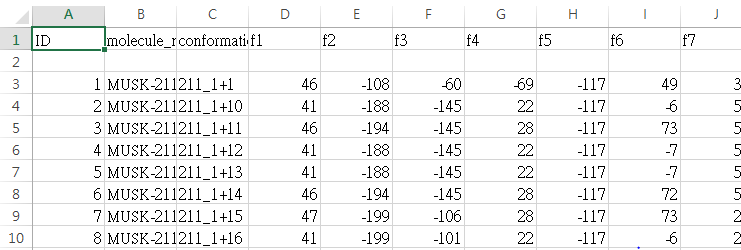 A B C D E F G H I J
1 ID molecule_r conformati f1 f2 f3 f4 f5 f6 f7
2
3 1 MUSK-211 211_1+1 46 -108 -60 -69 -117 49 3
4 2 MUSK-211 211_1+10 41 -188 -145 22 -117 -6 5
5 3 MUSK-211 211_1+11 46 -194 -145 28 -117 73 5
6 4 MUSK-211 211_1+12 41 -188 -145 22 -117 -7 5
7 5 MUSK-211 211_1+13 41 -188 -145 22 -117 -7 5
8 6 MUSK-211 211_1+14 46 -194 -145 28 -117 72 5
9 7 MUSK-211 211_1+15 47 -199 -106 28 -117 73 2
10 8 MUSK-211 211_1+16 41 -199 -101 22 -117 -6 2